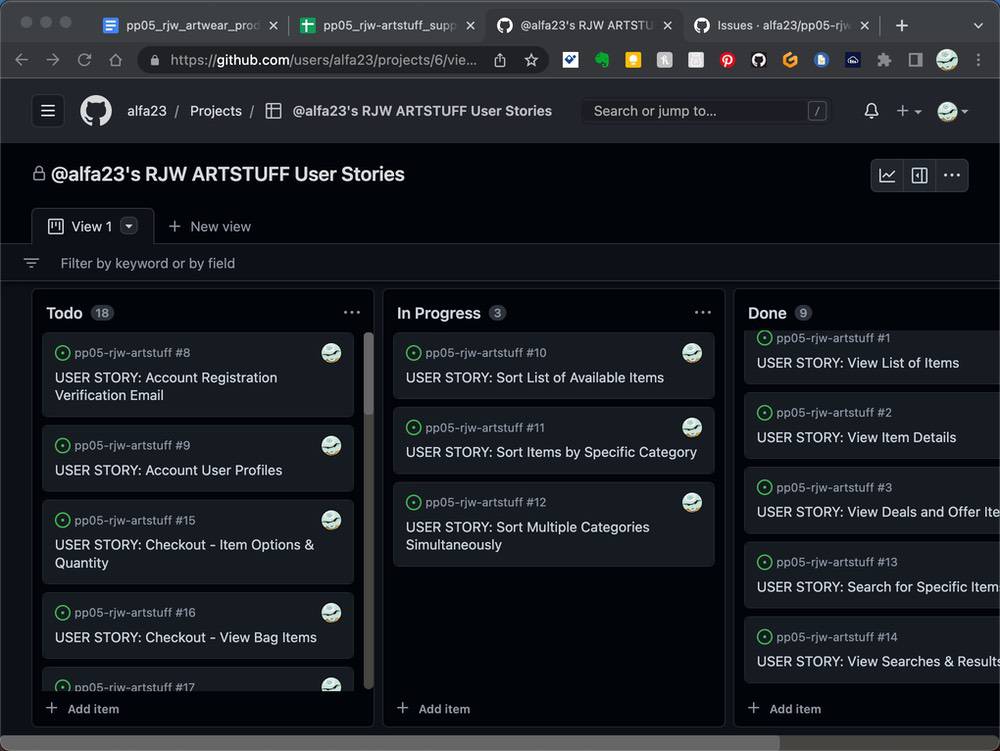 pp05_rjw_artwear_prod
pp05_rjw-artstuff_supp
@alfa23's RJW ARTSTU
Issues · alfa23/pp05-rjw
https://github.com/users/alfa23/projects/6/vie...
alfa23 / Projects / @alfa23's RJW ARTSTUFF User Stories
Search or jump to... /
@alfa23's RJW ARTSTUFF User Stories
View 1
New view
Filter by keyword or by field
Todo 18
pp05-rjw-artstuff #8
USER STORY: Account Registration
Verification Email
pp05-rjw-artstuff #9
USER STORY: Account User Profiles
pp05-rjw-artstuff #15
USER STORY: Checkout - Item Options &
Quantity
pp05-rjw-artstuff #16
USER STORY: Checkout - View Bag Items
pp05-rjw-artstuff #17
+ Add item
In Progress 3
pp05-rjw-artstuff #10
USER STORY: Sort List of Available Items
pp05-rjw-artstuff #11
USER STORY: Sort Items by Specific Category
pp05-rjw-artstuff #12
USER STORY: Sort Multiple Categories
Simultaneously
+ Add item
Done 9
pp05-rjw-artstuff #1
USER STORY: View List of Items
pp05-rjw-artstuff #2
USER STORY: View Item Details
pp05-rjw-artstuff #3
USER STORY: View Deals and Offer Ite
pp05-rjw-artstuff #13
USER STORY: Search for Specific Item
pp05-rjw-artstuff #14
USER STORY: View Searches & Results
+ Add item